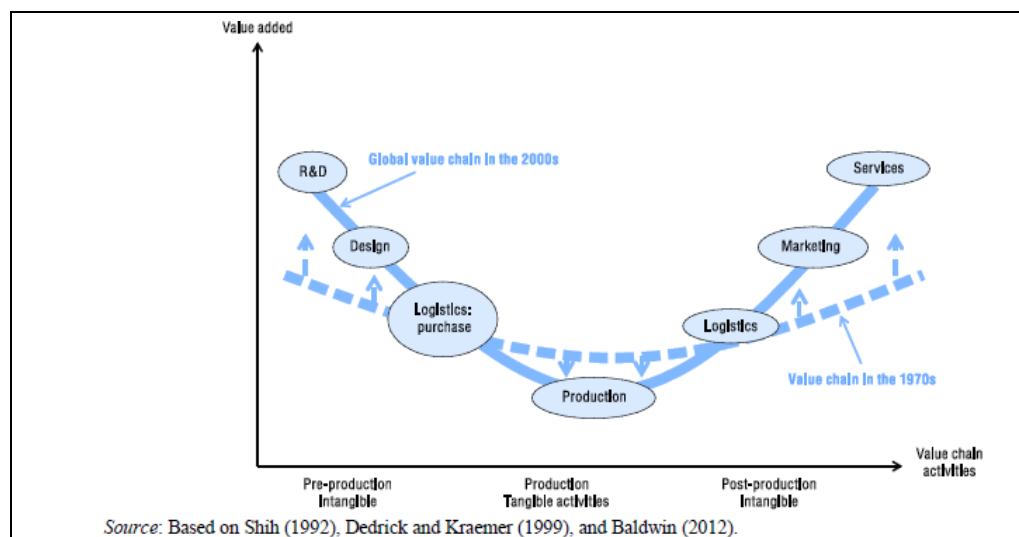 Value added
Global value chain in the 2000s
R&D
Services
Design
Marketing
Logistics:
purchase
Logistics
Value chain in the 1970s
Production
Value chain
activities
Pre-production
Intangible
Production
Tangible activities
Post-production
Intangible
Source: Based on Shih (1992), Dedrick and Kraemer (1999), and Baldwin (2012).